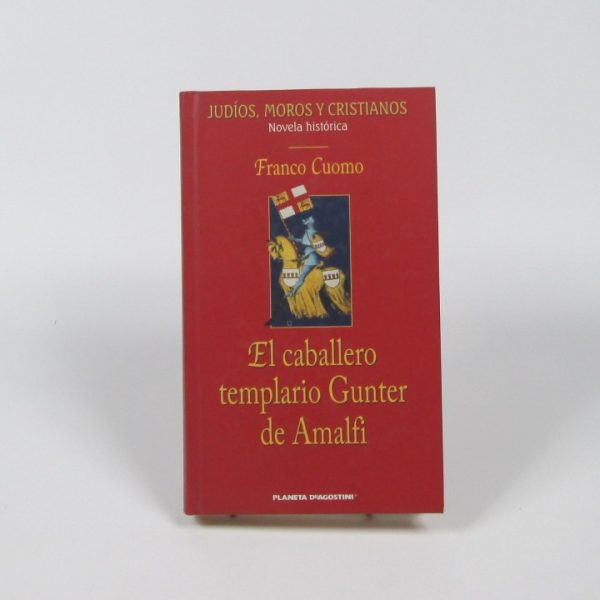 JUDÍOS, MOROS Y CRISTIANOS
Novela histórica
Franco Cuomo
El caballero
templario Gunter
de Amalfi
PLANETA DEAGOSTINI